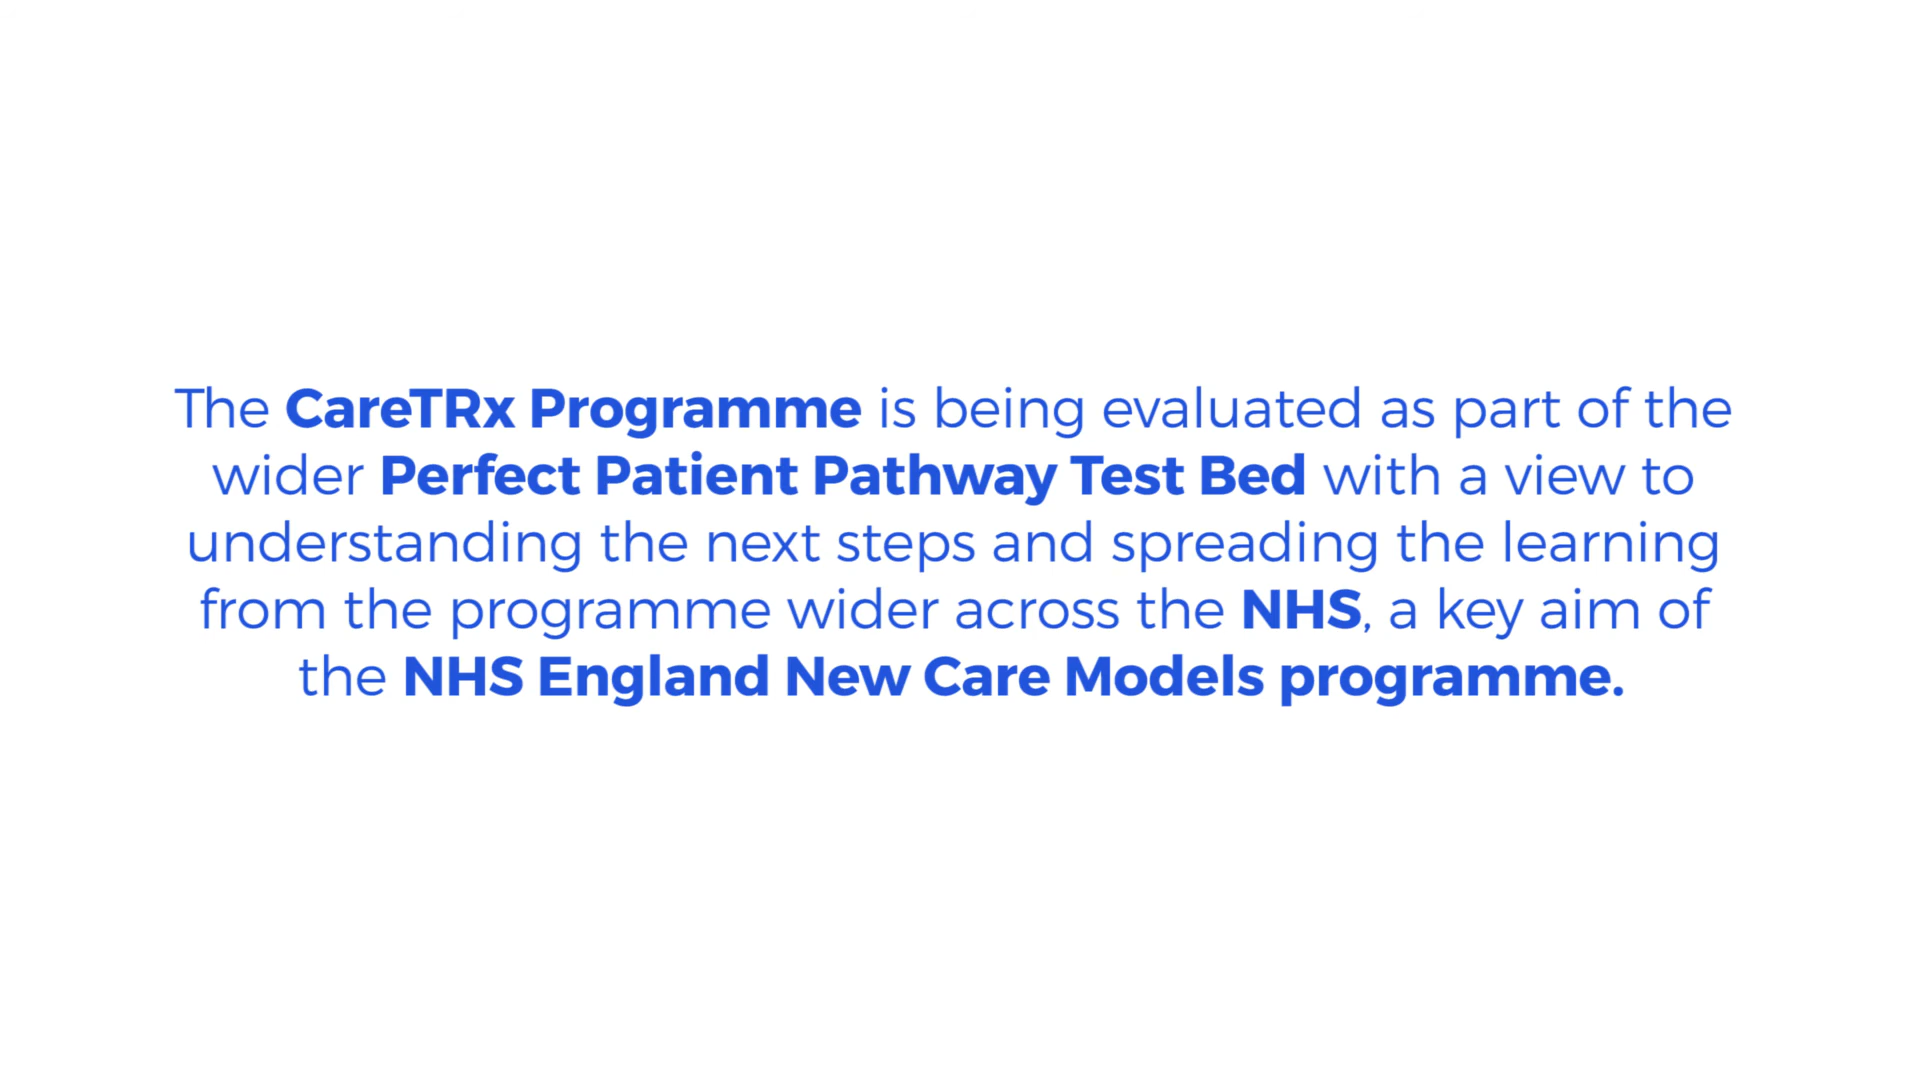 The CareTRx Programme is being evaluated as part of the
wider Perfect Patient Pathway Test Bed with a view to
understanding the next steps and spreading the learning
from the programme wider across the NHS, a key aim of
the NHS England New Care Models programme.